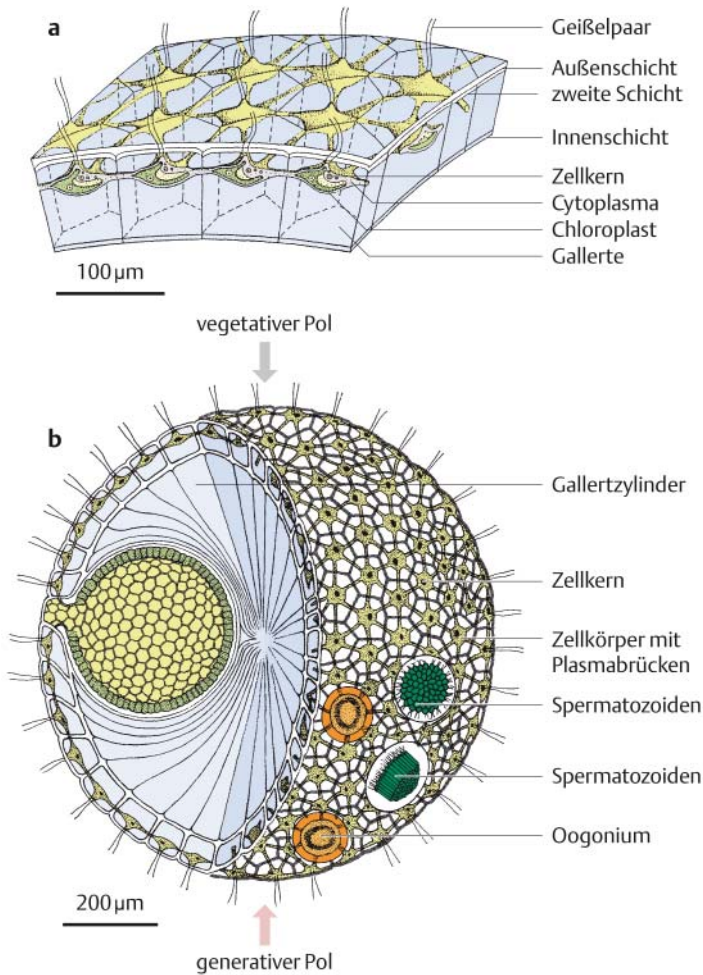 a
Geißelpaar
Außenschicht
zweite Schicht
Innenschicht
Zellkern
Cytoplasma
Chloroplast
Gallerte
100 µm
vegetativer Pol
b
Gallertzylinder
Zellkern
Zellkörper mit
Plasmabrücken
Spermatozoiden
Spermatozoiden
Oogonium
200 µm
generativer Pol